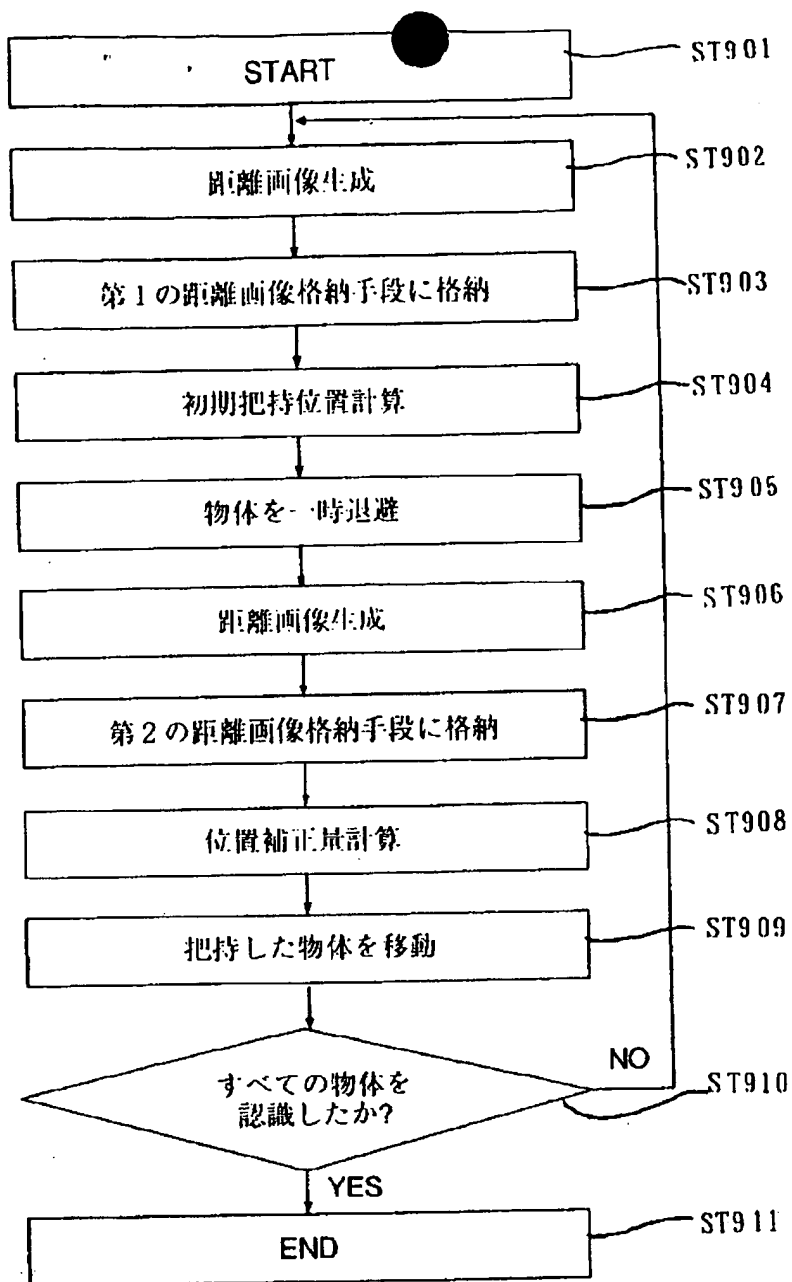 START
ST901
距離画像生成
ST902
第1の距離画像格納手段に格納
ST903
初期把持位置計算
ST904
物体を一時退避
ST905
距離画像生成
ST906
第2の距離画像格納手段に格納
ST907
位置補正量計算
ST908
把持した物体を移動
ST909
すべての物体を
認識したか?
NO
ST910
YES
END
ST911